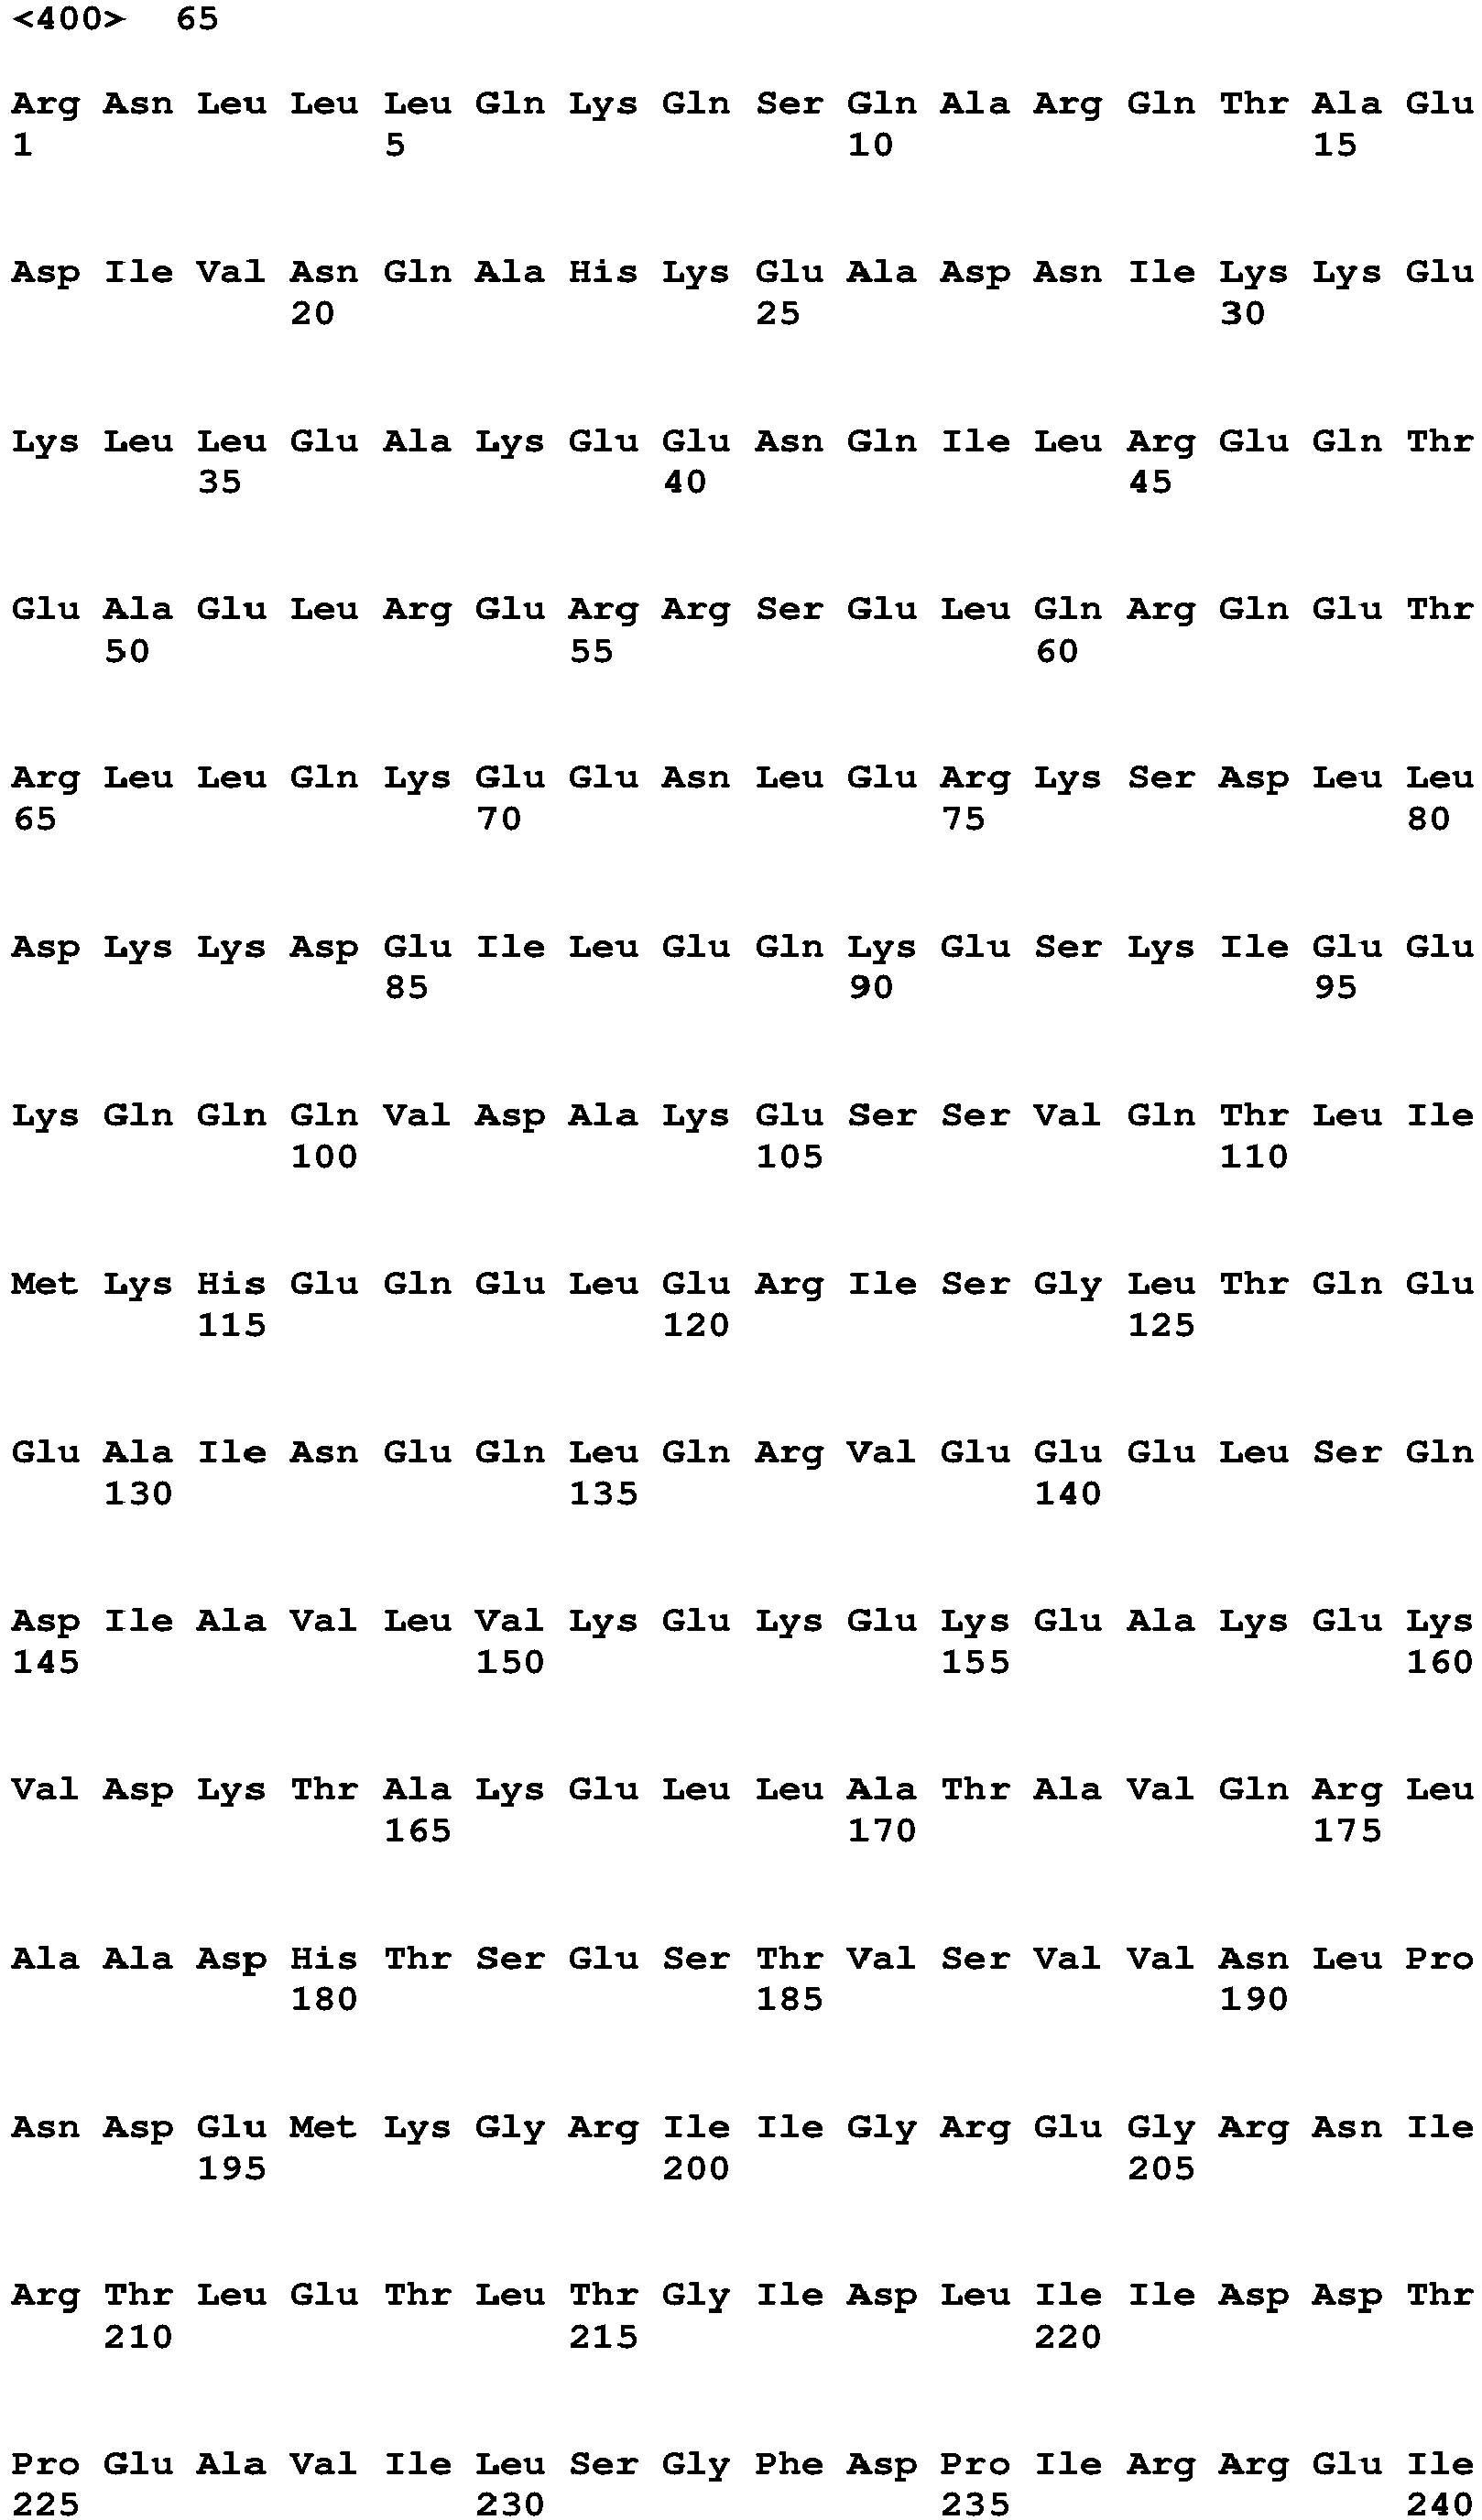 <400> 65
Arg Asn Leu Leu Leu Gln Lys Gln Ser Gln Ala Arg Gln Thr Ala Glu
1 5 10 15
Asp Ile Val Asn Gln Ala His Lys Glu Ala Asp Asn Ile Lys Lys Glu
20 25 30
Lys Leu Leu Glu Ala Lys Glu Glu Asn Gln Ile Leu Arg Glu Gln Thr
35 40 45
Glu Ala Glu Leu Arg Glu Arg Arg Ser Glu Leu Gln Arg Gln Glu Thr
50 55 60
Arg Leu Leu Gln Lys Glu Glu Asn Leu Glu Arg Lys Ser Asp Leu Leu
65 70 75 80
Asp Lys Lys Asp Glu Ile Leu Glu Gln Lys Glu Ser Lys Ile Glu Glu
85 90 95
Lys Gln Gln Gln Val Asp Ala Lys Glu Ser Ser Val Gln Thr Leu Ile
100 105 110
Met Lys His Glu Gln Glu Leu Glu Arg Ile Ser Gly Leu Thr Gln Glu
115 120 125
Glu Ala Ile Asn Glu Gln Leu Gln Arg Val Glu Glu Glu Leu Ser Gln
130 135 140
Asp Ile Ala Val Leu Val Lys Glu Lys Glu Lys Glu Ala Lys Glu Lys
145 150 155 160
Val Asp Lys Thr Ala Lys Glu Leu Leu Ala Thr Ala Val Gln Arg Leu
165 170 175
Ala Ala Asp His Thr Ser Glu Ser Thr Val Ser Val Val Asn Leu Pro
180 185 190
Asn Asp Glu Met Lys Gly Arg Ile Ile Gly Arg Glu Gly Arg Asn Ile
195 200 205
Arg Thr Leu Glu Thr Leu Thr Gly Ile Asp Leu Ile Ile Asp Asp Thr
210 215 220
Pro Glu Ala Val Ile Leu Ser Gly Phe Asp Pro Ile Arg Arg Glu Ile
225 230 235 240